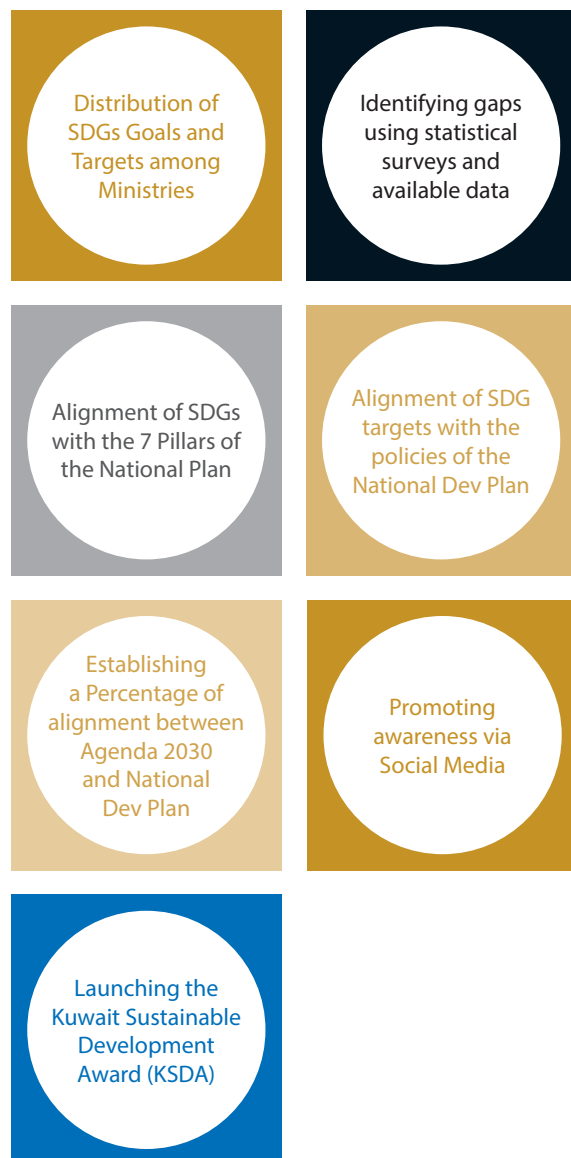 Distribution of
SDGs Goals and
Targets among
Ministries
Identifying gaps
using statistical
surveys and
available data
Alignment of SDGs
with the 7 Pillars of
the National Plan
Alignment of SDG
targets with the
policies of the
National Dev Plan
Establishing
a Percentage of
alignment between
Agenda 2030
and National
Dev Plan
Promoting
awareness via
Social Media
Launching the
Kuwait Sustainable
Development
Award (KSDA)